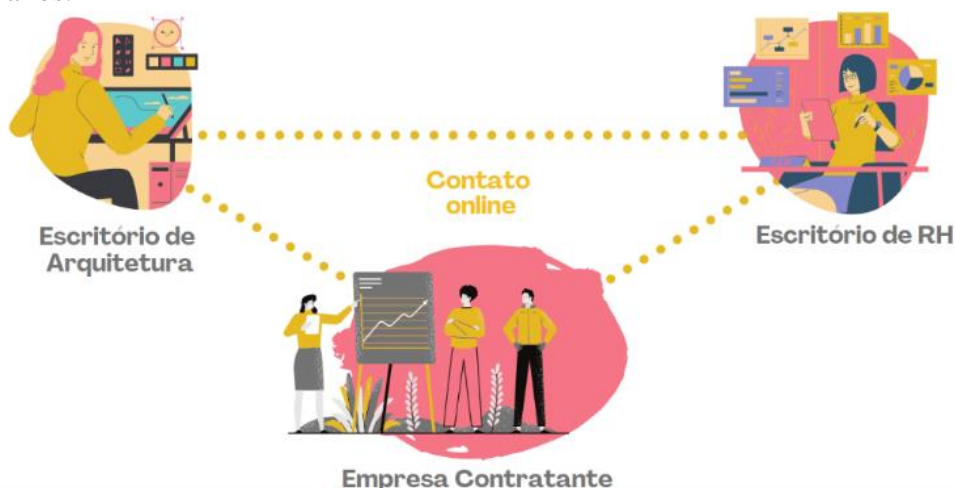 Contato
online
Escritório de
Arquitetura
Escritório de RH
Empresa Contratante